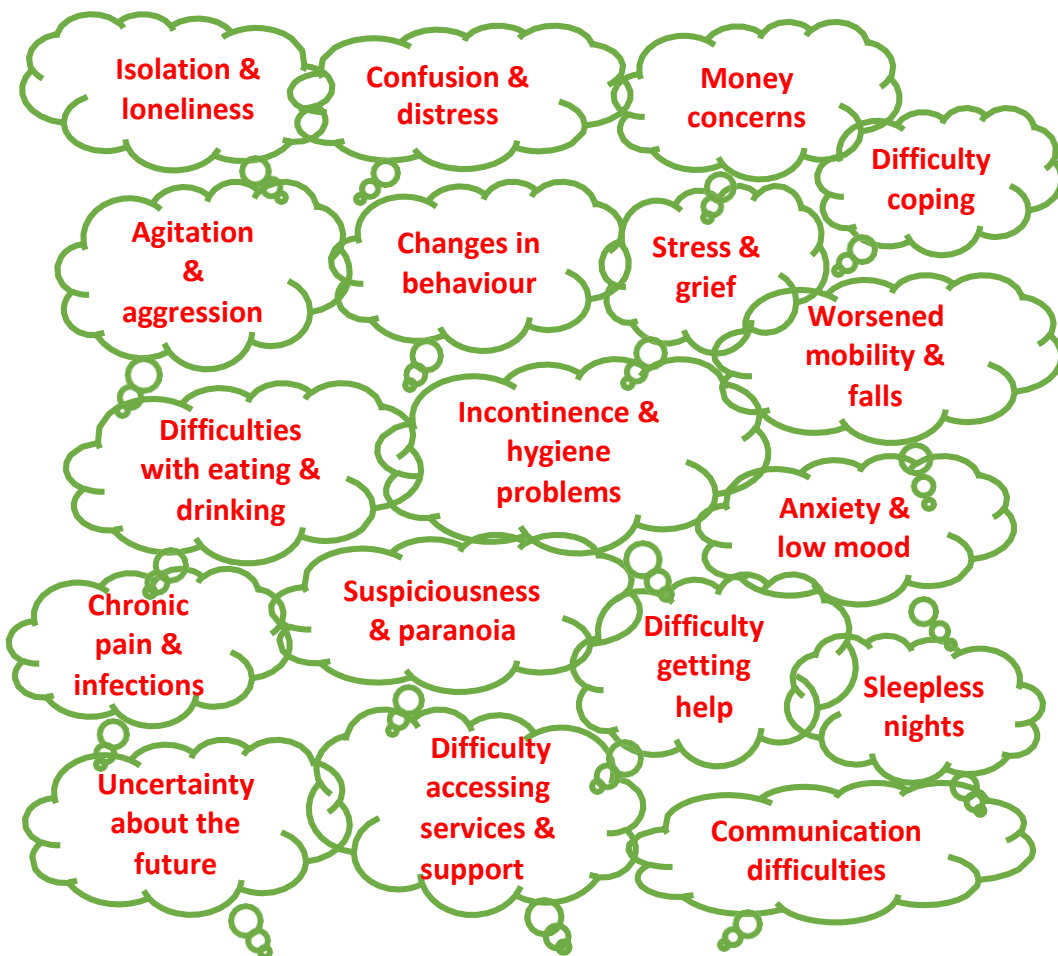 Isolation &
loneliness
Confusion &
distress
Money
concerns
Difficulty
coping
Agitation
&
aggression
Changes in
behaviour
Stress &
grief
Worsened
mobility &
falls
Difficulties
with eating &
drinking
Incontinence &
hygiene
problems
Anxiety &
low mood
Chronic
pain &
infections
Suspiciousness
& paranoia
Difficulty
getting
help
Sleepless
nights
Uncertainty
about the
future
Difficulty
accessing
services &
support
Communication
difficulties